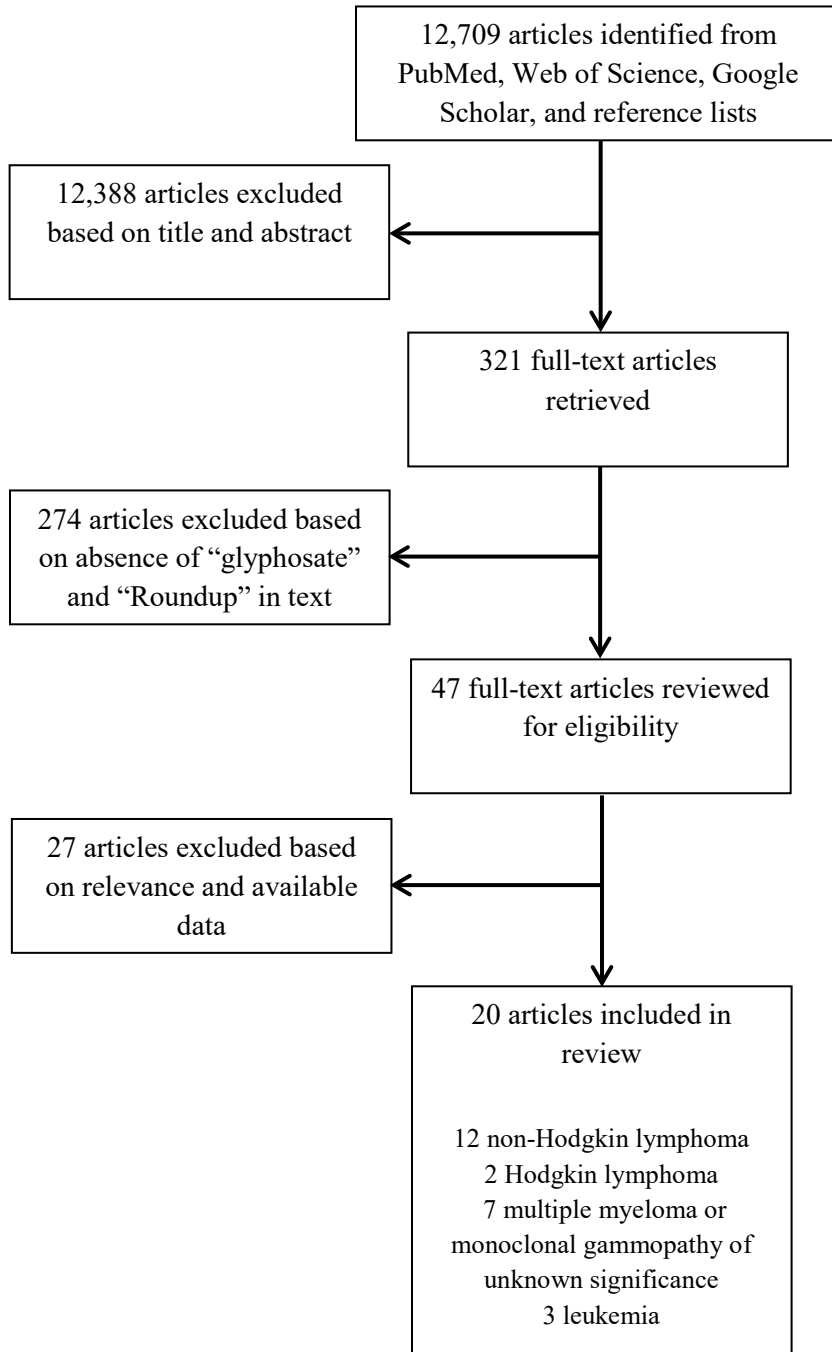 12,709 articles identified from
PubMed, Web of Science, Google
Scholar, and reference lists
12,388 articles excluded
based on title and abstract
321 full-text articles
retrieved
274 articles excluded based
on absence of “glyphosate”
and “Roundup” in text
47 full-text articles reviewed
for eligibility
27 articles excluded based
on relevance and available
data
20 articles included in
review
12 non-Hodgkin lymphoma
2 Hodgkin lymphoma
7 multiple myeloma or
monoclonal gammopathy of
unknown significance
3 leukemia